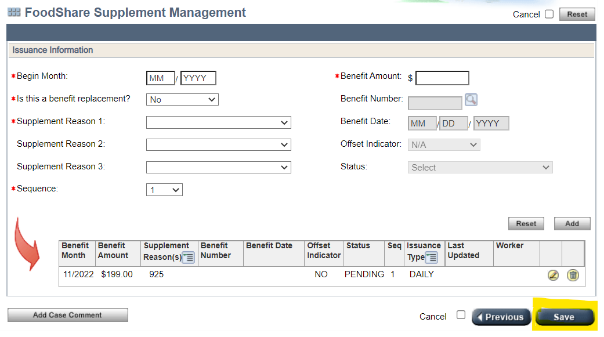 FoodShare Supplement Management
Cancel Reset
Issuance Information
*Begin Month: MM / YYYY *Benefit Amount: $
*Is this a benefit replacement? No Benefit Number:
*Supplement Reason 1: Benefit Date: MM / DD / YYYY
Supplement Reason 2: Offset Indicator: N/A
Supplement Reason 3: Status: Select
*Sequence: 1
Reset Add
Benefit Month Benefit Amount Supplement Reason(s) Benefit Number Benefit Date Offset Indicator Status Seq Issuance Type Last Updated Worker
11/2022 $199.00 925 NO PENDING 1 DAILY
Add Case Comment Cancel Previous Save